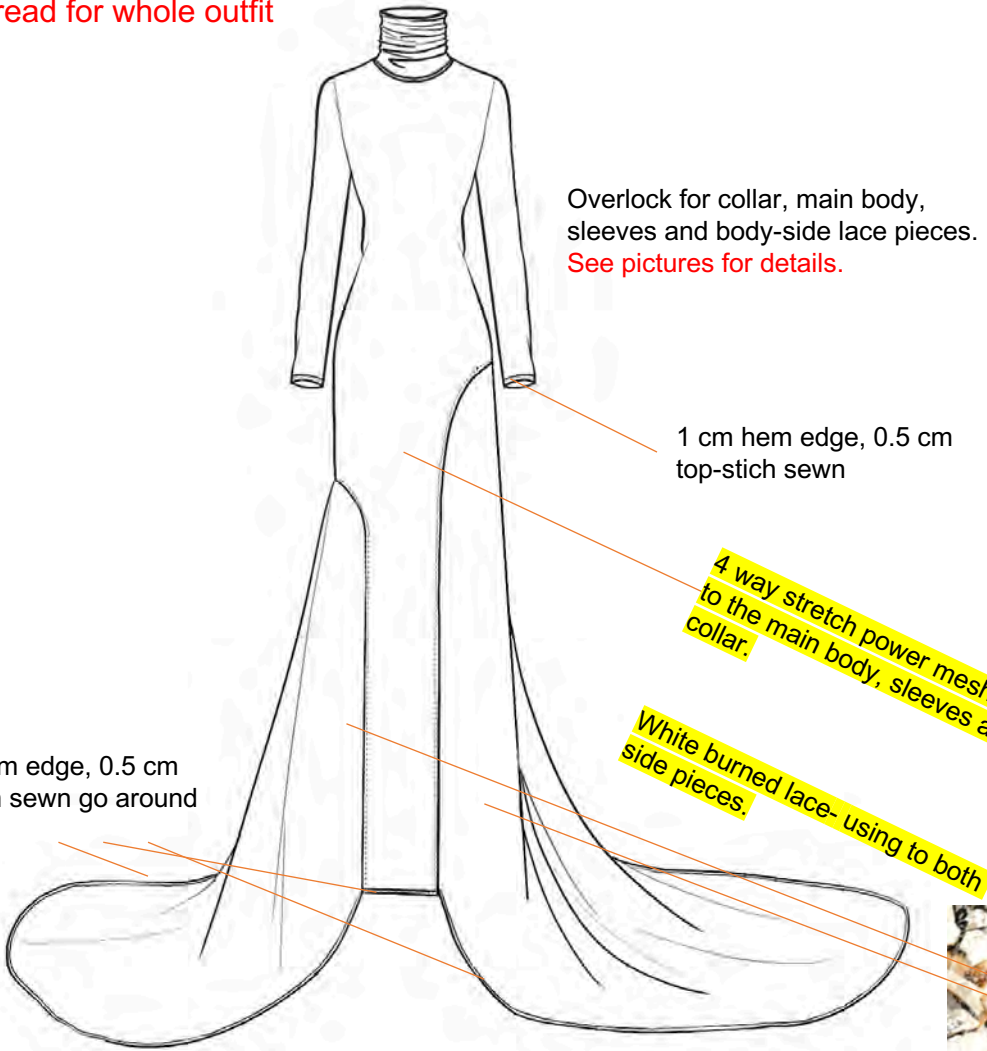 read for whole outfit
Overlock for collar, main body,
sleeves and body-side lace pieces.
See pictures for details.
1 cm hem edge, 0.5 cm
top-stich sewn
4 way stretch power mesh
to the main body, sleeves a
collar.
White burned lace- using to both
side pieces.
m edge, 0.5 cm
sewn go around